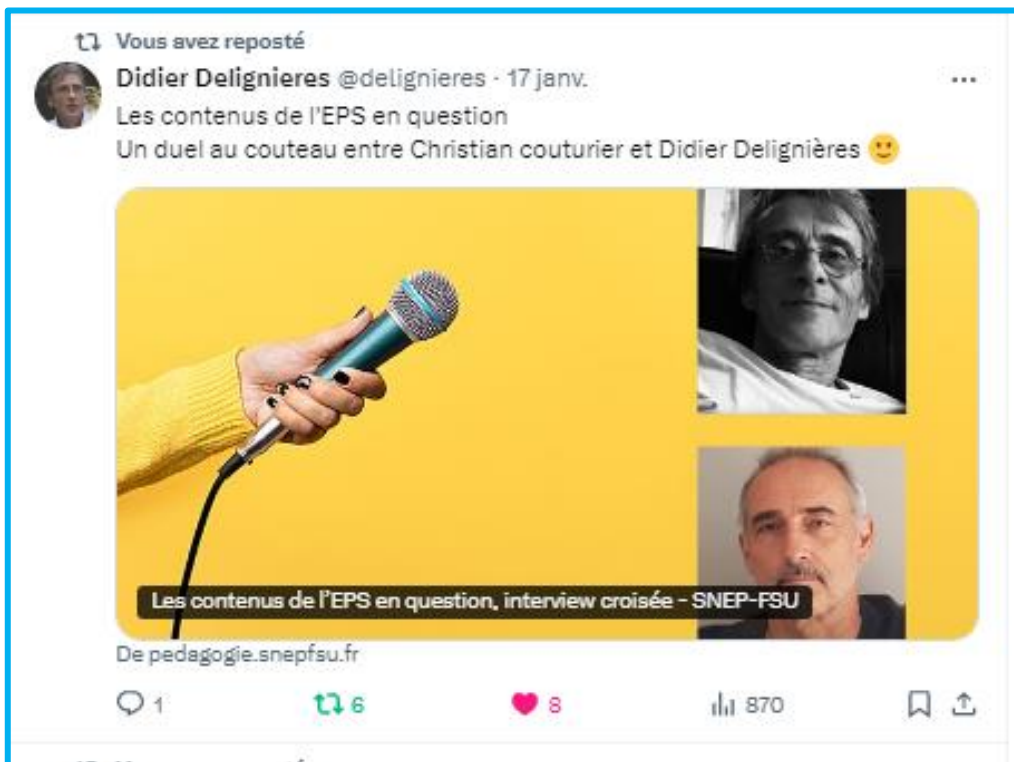 Vous avez reposté
Didier Delignieres @delignieres · 17 janv.
Les contenus de l'EPS en question
Un duel au couteau entre Christian couturier et Didier Delignières 🙂
Les contenus de l'EPS en question, interview croisée - SNEP-FSU
De pedagogie.snepfsu.fr
1 6 8 870